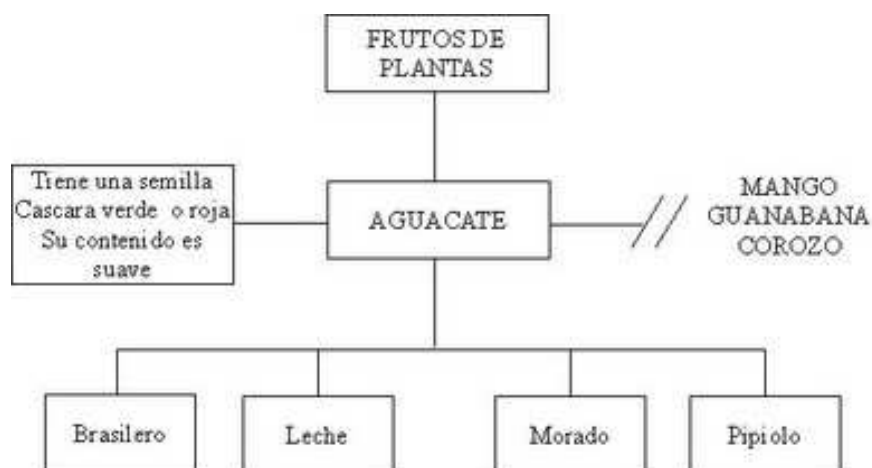 FRUTOS DE
PLANTAS
Tiene una semilla
Cascara verde o roja
Su contenido es
suave
AGUACATE
MANGO
GUANABANA
COROZO
Brasilero
Leche
Morado
Pipiolo